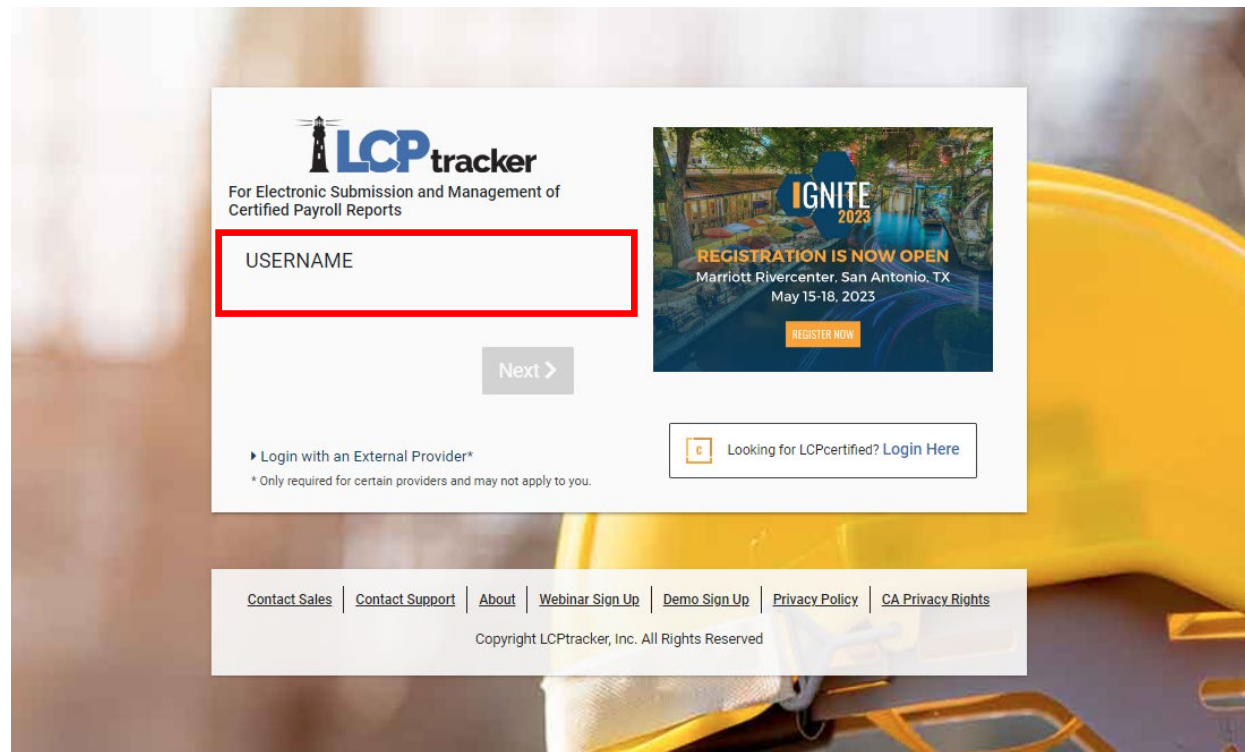 LCPtracker
For Electronic Submission and Management of
Certified Payroll Reports
USERNAME
Next
Login with an External Provider*
* Only required for certain providers and may not apply to you.
IGNITE
2023
REGISTRATION IS NOW OPEN
Marriott Rivercenter, San Antonio, TX
May 15-18, 2023
REGISTER NOW
C
Looking for LCPcertified? Login Here
Contact Sales | Contact Support | About | Webinar Sign Up | Demo Sign Up | Privacy Policy | CA Privacy Rights
Copyright LCPtracker, Inc. All Rights Reserved